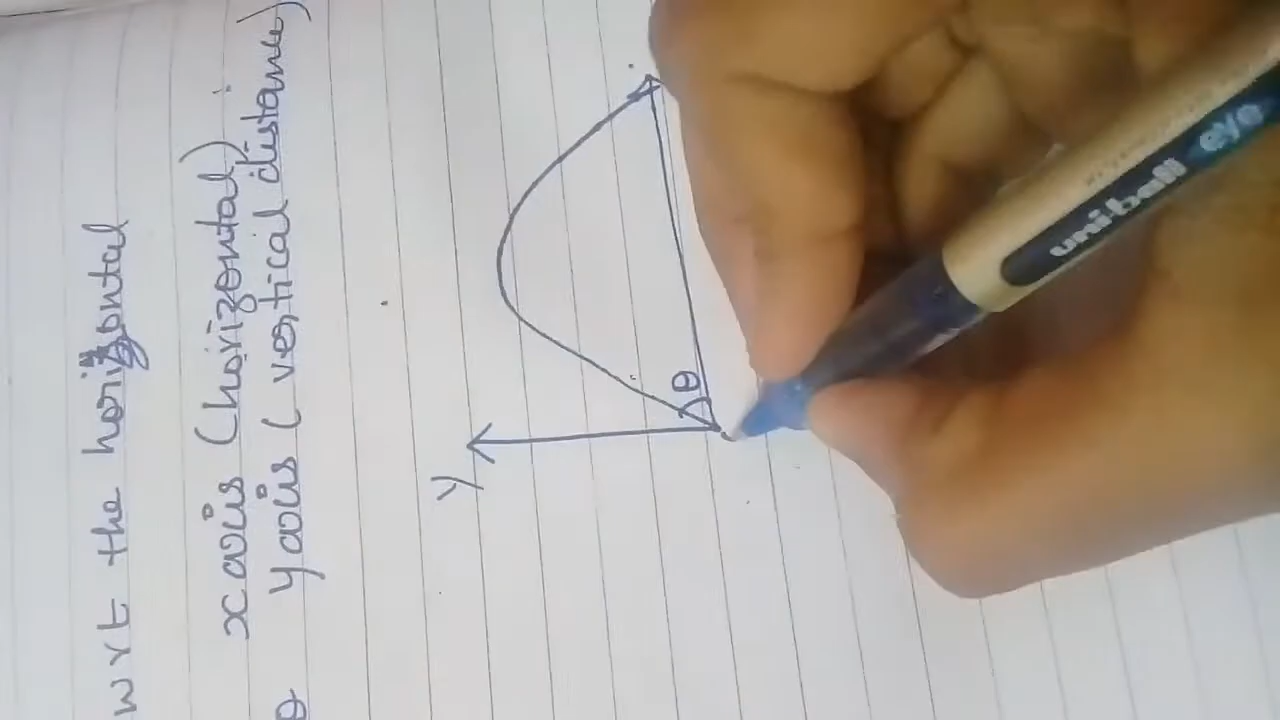 wrt the horizontal
x axis (horizontal)
θ y axis (vertical distance)
y
θ
uni-ball eye